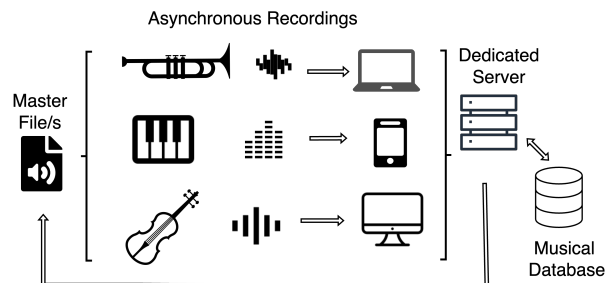 Asynchronous Recordings
Master
File/s
Dedicated
Server
Musical
Database